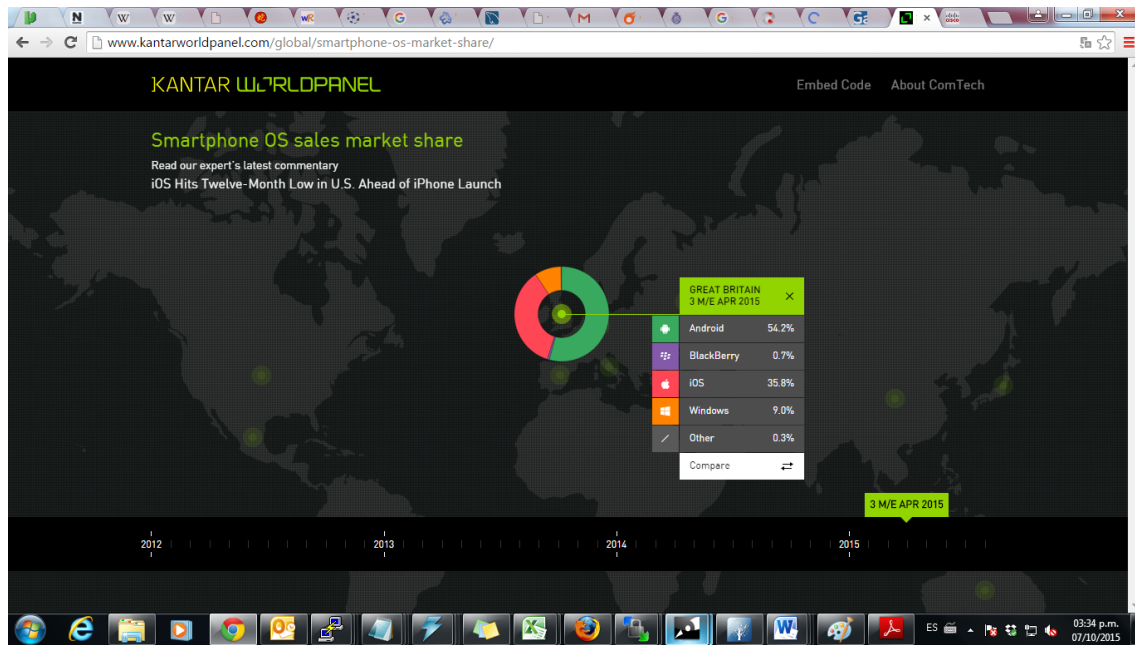 www.kantarworldpanel.com/global/smartphone-os-market-share/
KANTAR WORLDPANEL
Embed Code About ComTech
Smartphone OS sales market share
Read our expert's latest commentary
iOS Hits Twelve-Month Low in U.S. Ahead of iPhone Launch
GREAT BRITAIN
3 M/E APR 2015
Android 54.2%
BlackBerry 0.7%
iOS 35.8%
Windows 9.0%
Other 0.3%
Compare
3 M/E APR 2015
2012 2013 2014 2015
ES
03:34 p.m.
07/10/2015